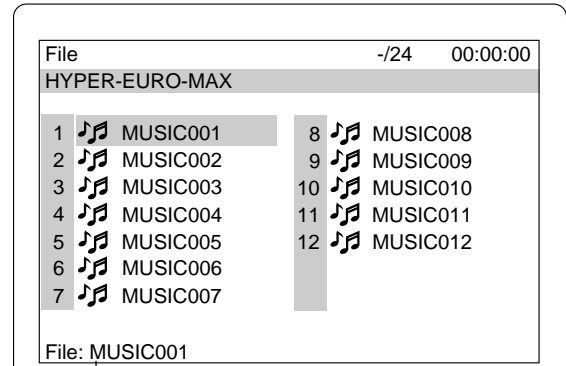 File -/24 00:00:00
HYPER-EURO-MAX
1 MUSIC001
2 MUSIC002
3 MUSIC003
4 MUSIC004
5 MUSIC005
6 MUSIC006
7 MUSIC007
8 MUSIC008
9 MUSIC009
10 MUSIC010
11 MUSIC011
12 MUSIC012
File: MUSIC001